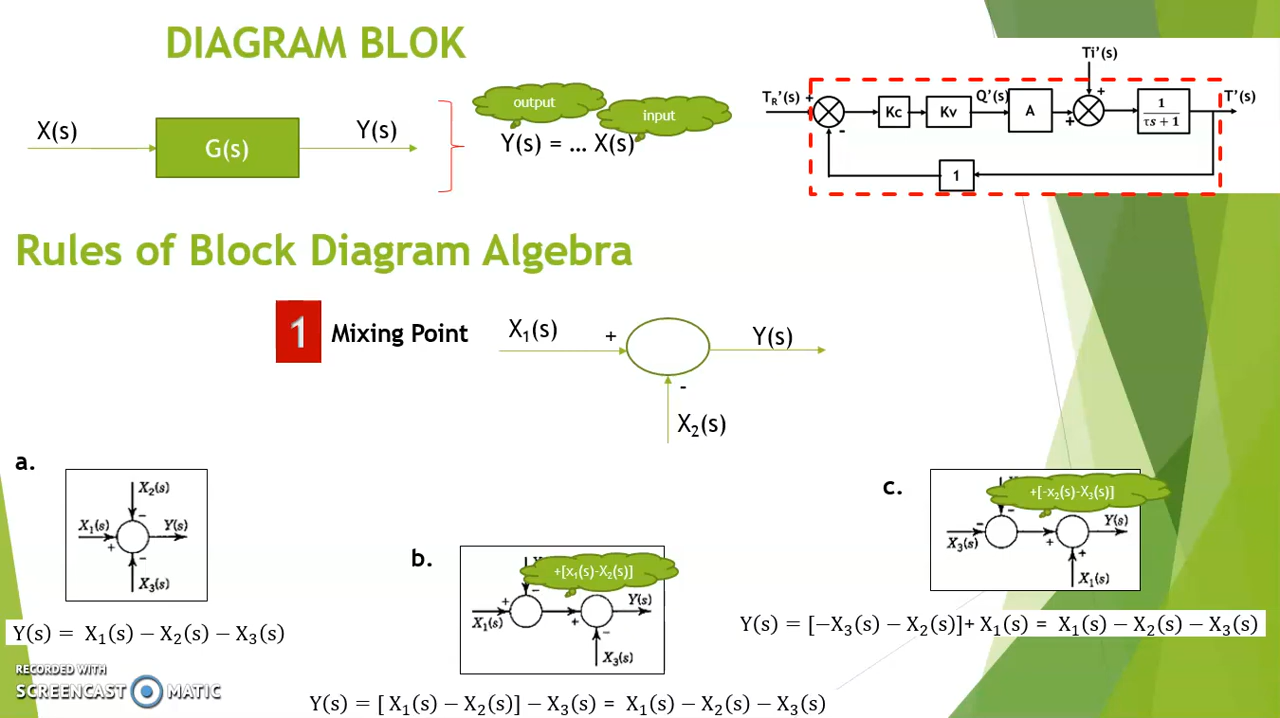 DIAGRAM BLOK
X(s)
G(s)
Y(s)
output
input
Y(s) = ... X(s)
Ti'(s)
T_R'(s) +
-
Kc
Kv
Q'(s)
A
+
+
1
τs + 1
T'(s)
1
Rules of Block Diagram Algebra
1
Mixing Point
X₁(s)
+
Y(s)
-
X₂(s)
a.
X₂(s)
−
X₁(s)
+
Y(s)
−
X₃(s)
Y(s) = X₁(s) − X₂(s) − X₃(s)
b.
+[x₁(s)-X₂(s)]
−
+
X₁(s)
+
Y(s)
−
X₃(s)
Y(s) = [ X₁(s) − X₂(s)] − X₃(s) = X₁(s) − X₂(s) − X₃(s)
c.
+[-x₂(s)-X₃(s)]
−
−
X₃(s)
+
Y(s)
+
X₁(s)
Y(s) = [−X₃(s) − X₂(s)]+ X₁(s) = X₁(s) − X₂(s) − X₃(s)
RECORDED WITH
SCREENCAST MATIC